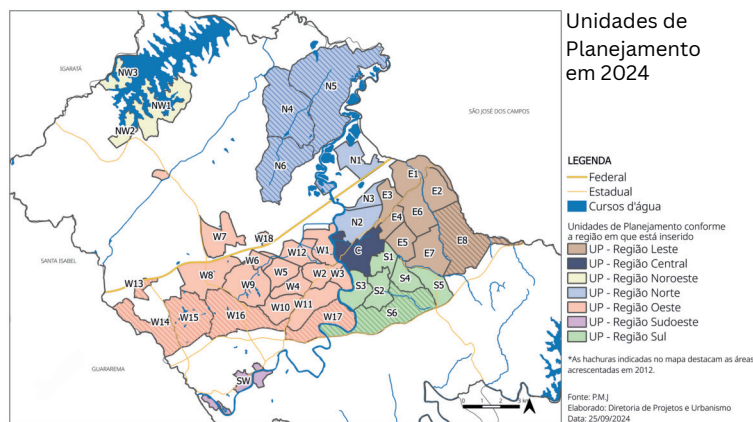 Unidades de
Planejamento
em 2024
IGARATÁ
SÃO JOSÉ DOS CAMPOS
SANTA ISABEL
GUARAREMA
NW3
NW1
NW2
N5
N4
N6
N1
N3
N2
E1
E2
E3
E6
E4
E5
E7
E8
C
S1
S4
S3
S2
S5
S6
W7
W18
W12
W1
W6
W13
W8
W5
W2
W3
W9
W4
W14
W15
W16
W10
W11
W17
SW
0
1
2
3 km
LEGENDA
Federal
Estadual
Cursos d'água
Unidades de Planejamento conforme
a região em que está inserido
UP - Região Leste
UP - Região Central
UP - Região Noroeste
UP - Região Norte
UP - Região Oeste
UP - Região Sudoeste
UP - Região Sul
*As hachuras indicadas no mapa destacam as áreas
acrescentadas em 2012.
Fonte: P.M.J
Elaborado: Diretoria de Projetos e Urbanismo
Data: 25/09/2024